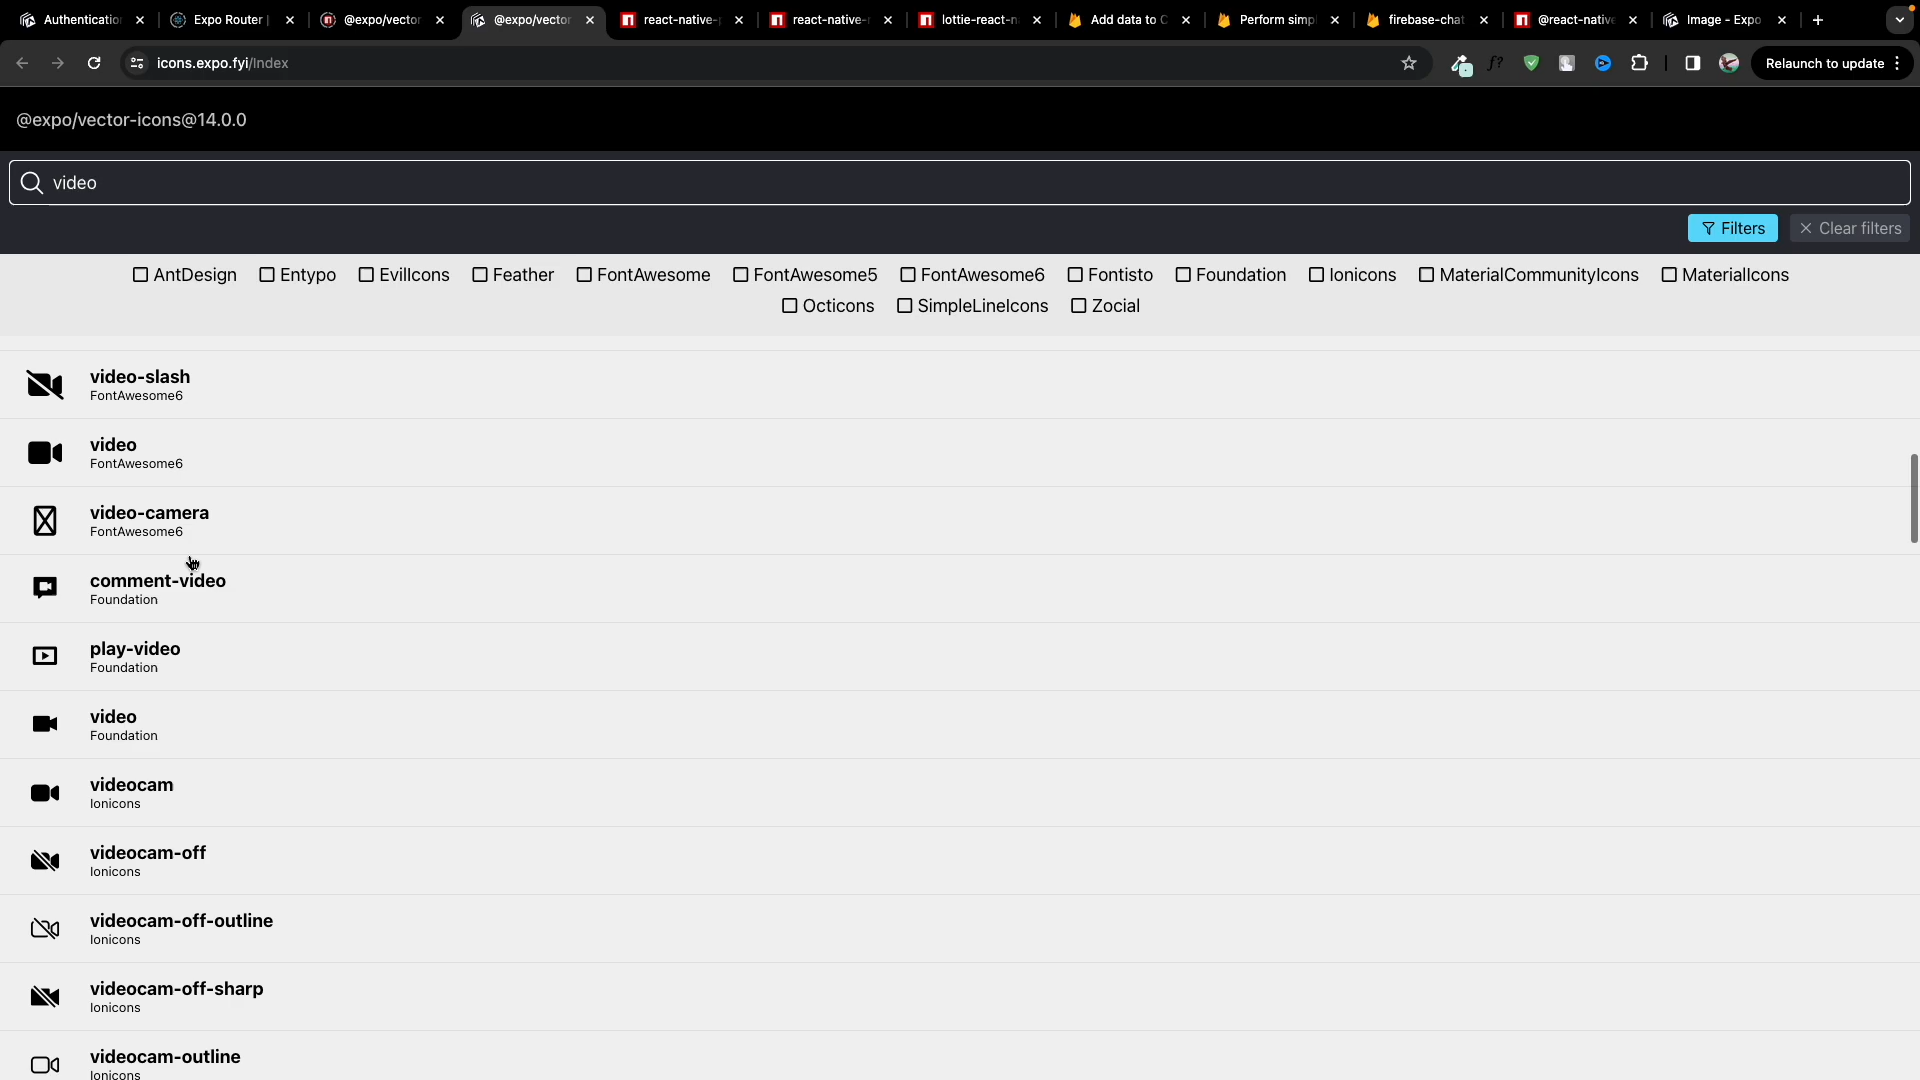 Authenticatio
Expo Router |
@expo/vector
@expo/vector
react-native-
react-native-
lottie-react-n
Add data to C
Perform simpl
firebase-chat
@react-native
Image - Expo
icons.expo.fyi/Index
f?
Relaunch to update
@expo/vector-icons@14.0.0
video
Filters
Clear filters
AntDesign
Entypo
EvilIcons
Feather
FontAwesome
FontAwesome5
FontAwesome6
Fontisto
Foundation
Ionicons
MaterialCommunityIcons
MaterialIcons
Octicons
SimpleLineIcons
Zocial
video-slash
FontAwesome6
video
FontAwesome6
video-camera
FontAwesome6
comment-video
Foundation
play-video
Foundation
video
Foundation
videocam
Ionicons
videocam-off
Ionicons
videocam-off-outline
Ionicons
videocam-off-sharp
Ionicons
videocam-outline
Ionicons